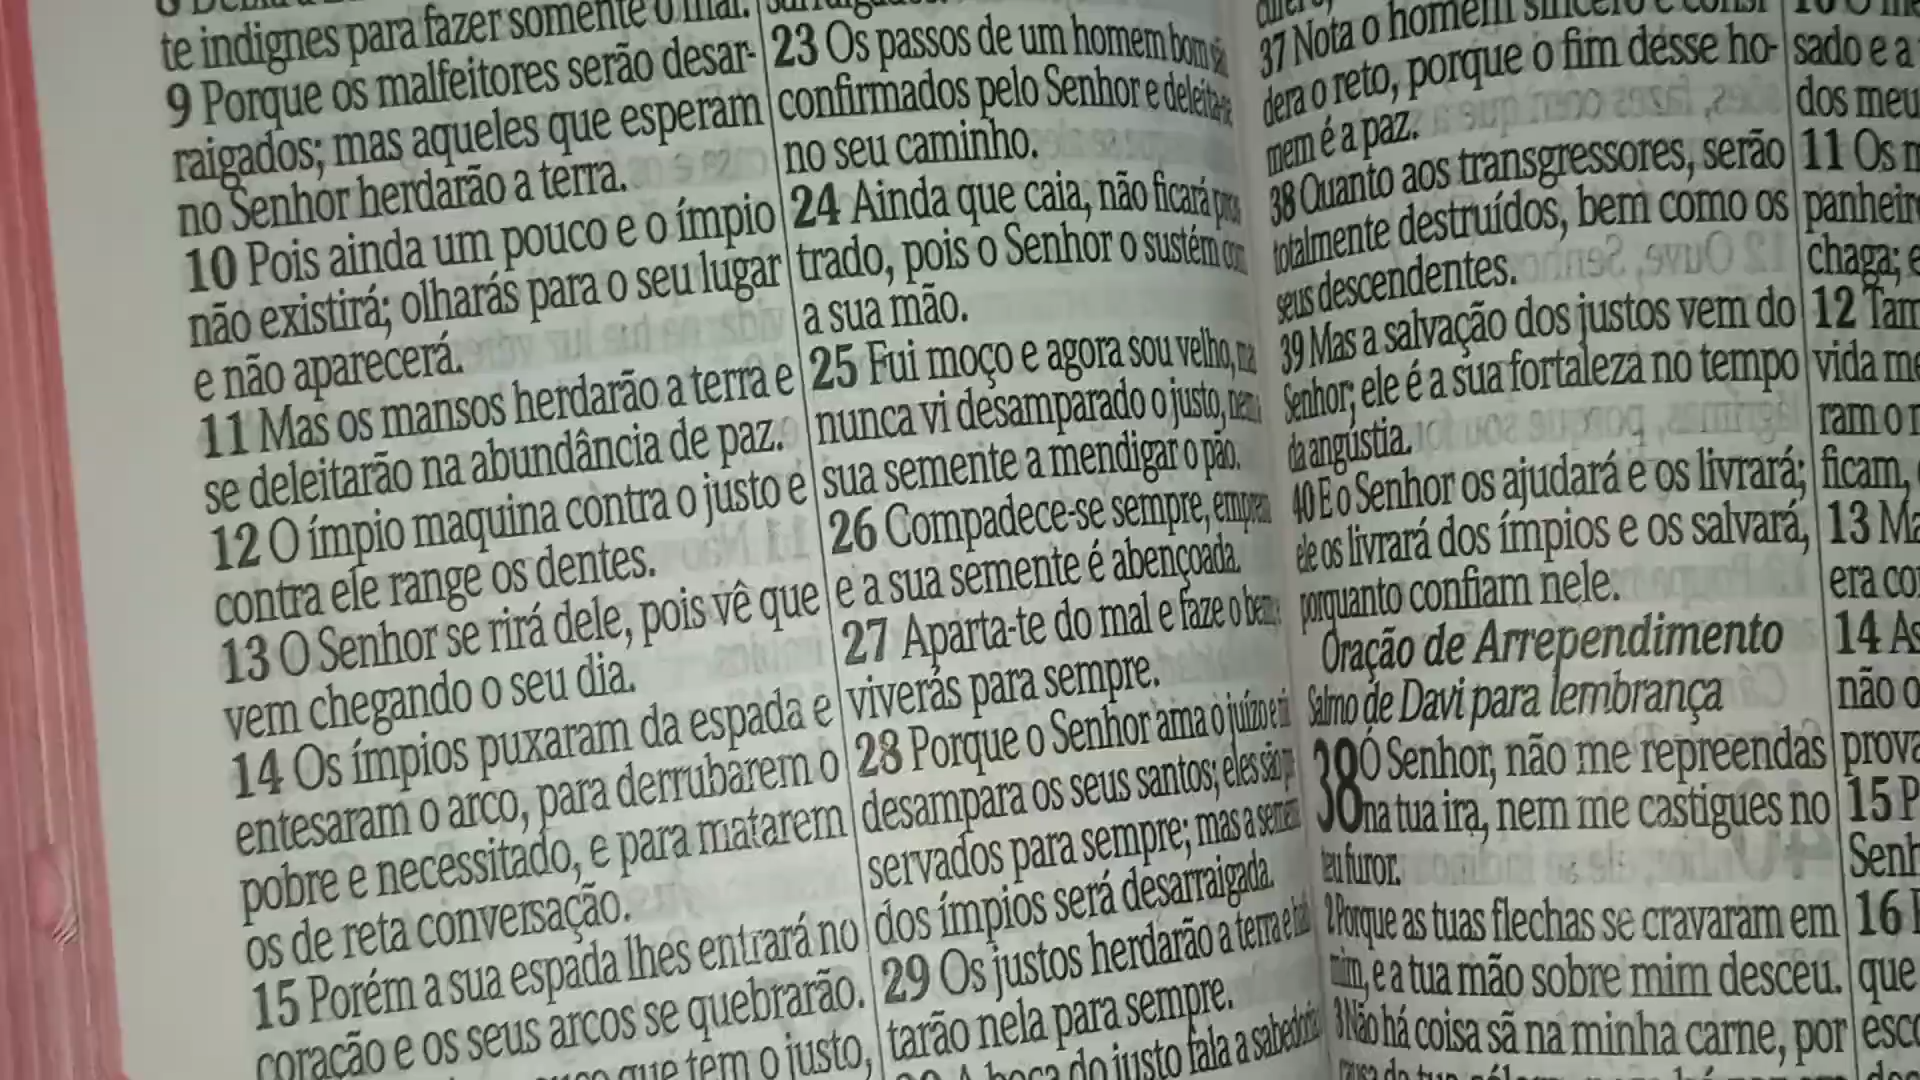 te indignes para fazer somente o mal.
9 Porque os malfeitores serão desar-
raigados; mas aqueles que esperam
no Senhor herdarão a terra.
10 Pois ainda um pouco e o ímpio
não existirá; olharás para o seu lugar
e não aparecerá.
11 Mas os mansos herdarão a terra e
se deleitarão na abundância de paz.
12 O ímpio maquina contra o justo e
contra ele range os dentes.
13 O Senhor se rirá dele, pois vê que
vem chegando o seu dia.
14 Os ímpios puxaram da espada e
entesaram o arco, para derrubarem o
pobre e necessitado, e para matarem
os de reta conversação.
15 Porém a sua espada lhes entrará no
coração e os seus arcos se quebrarão.
que tem o justo,
23 Os passos de um homem bom são
confirmados pelo Senhor e deleita-se
no seu caminho.
24 Ainda que caia, não ficará pros
trado, pois o Senhor o sustém com
a sua mão.
25 Fui moço e agora sou velho, mas
nunca vi desamparado o justo, nem a
sua semente a mendigar o pão.
26 Compadece-se sempre, empresta
e a sua semente é abençoada.
27 Aparta-te do mal e faze o bem e
viverás para sempre.
28 Porque o Senhor ama o juízo e
desampara os seus santos; eles são
servados para sempre; mas a semente
dos ímpios será desarraigada.
29 Os justos herdarão a terra e
tarão nela para sempre.
A boca do justo fala a sabedoria
37 Nota o homem sincero e consi
dera o reto, porque o fim desse ho-
mem é a paz.
38 Quanto aos transgressores, serão
totalmente destruídos, bem como os
seus descendentes.
39 Mas a salvação dos justos vem do
Senhor; ele é a sua fortaleza no tempo
da angústia.
40 E o Senhor os ajudará e os livrará;
ele os livrará dos ímpios e os salvará,
porquanto confiam nele.
Oração de Arrependimento
Salmo de Davi para lembrança
38 Ó Senhor, não me repreendas
na tua ira, nem me castigues no
teu furor.
2 Porque as tuas flechas se cravaram em
mim, e a tua mão sobre mim desceu.
3 Não há coisa sã na minha carne, por
sado e a
dos meu
11 Os
panheir
chaga; e
12 Tam
vida me
ram o
ficam,
13 Ma
era co
14 As
não o
prova
15 P
Senh
16
que
esco